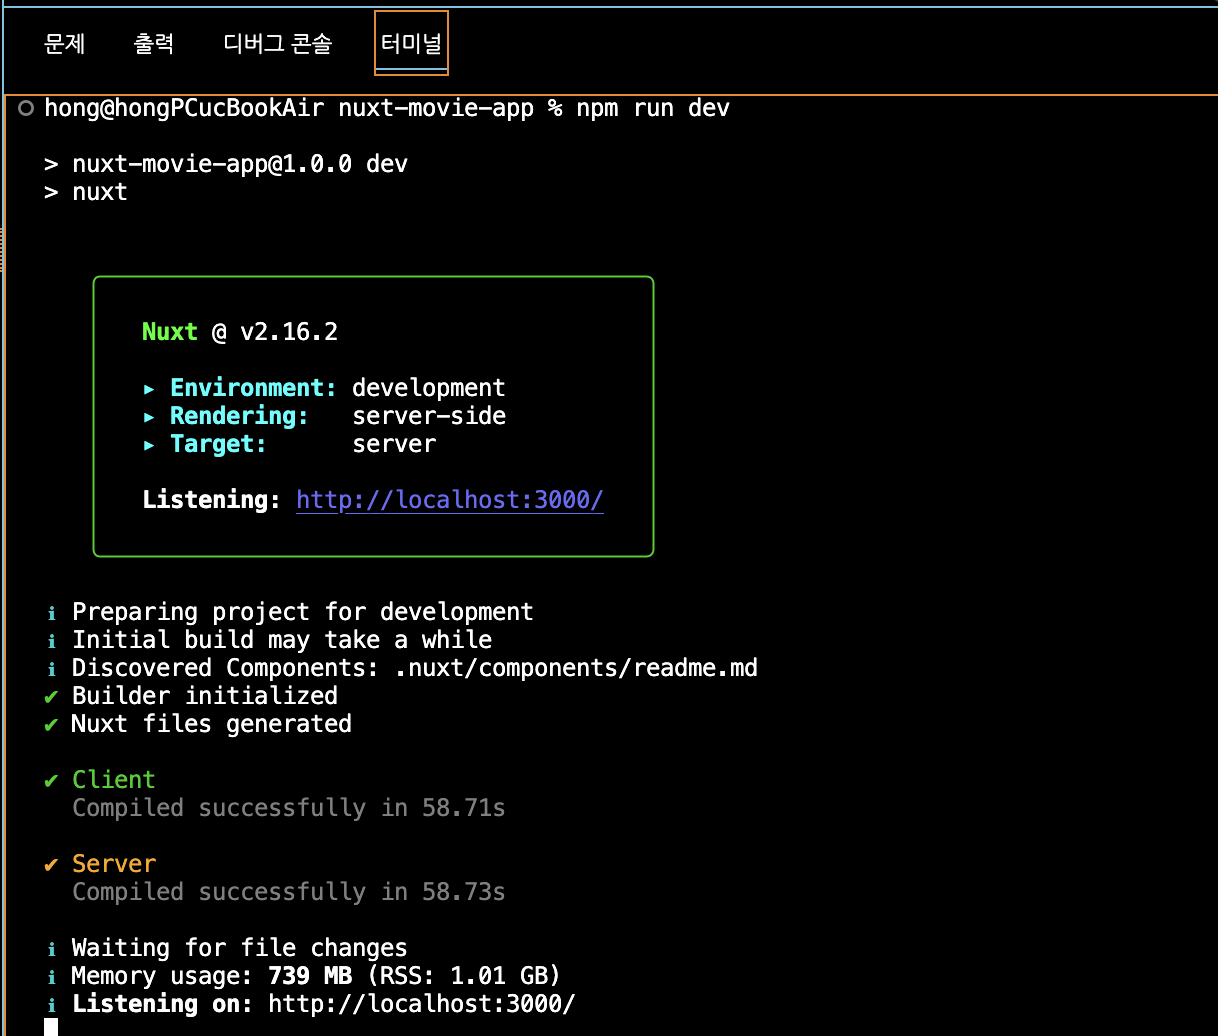 문제 출력 디버그 콘솔 터미널
hong@hongPCucBookAir nuxt-movie-app % npm run dev
> nuxt-movie-app@1.0.0 dev
> nuxt
Nuxt @ v2.16.2
▸ Environment: development
▸ Rendering: server-side
▸ Target: server
Listening: http://localhost:3000/
ℹ Preparing project for development
ℹ Initial build may take a while
ℹ Discovered Components: .nuxt/components/readme.md
✔ Builder initialized
✔ Nuxt files generated
✔ Client
Compiled successfully in 58.71s
✔ Server
Compiled successfully in 58.73s
ℹ Waiting for file changes
ℹ Memory usage: 739 MB (RSS: 1.01 GB)
ℹ Listening on: http://localhost:3000/